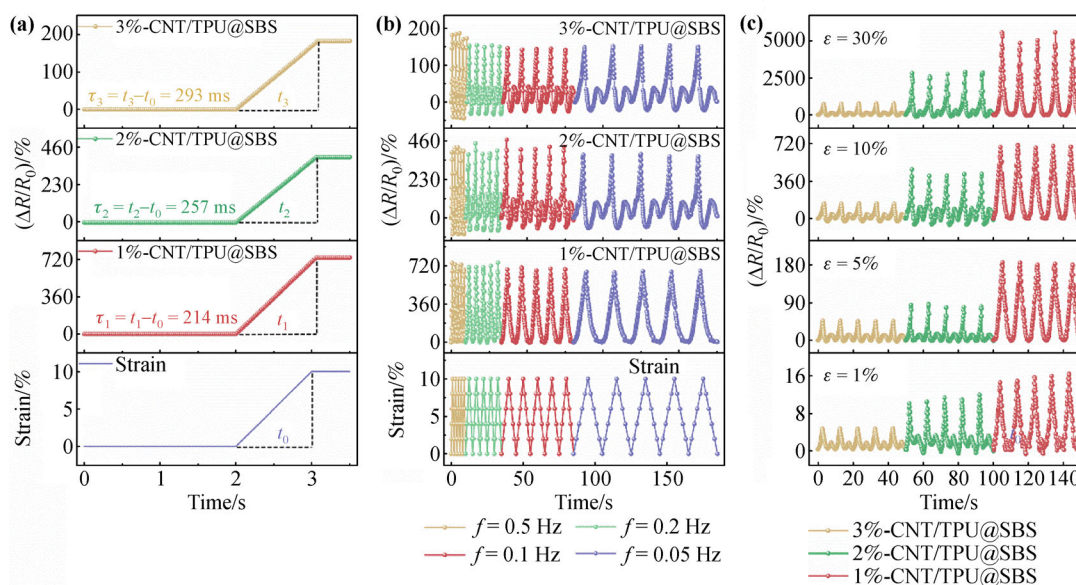 (a)
3%-CNT/TPU@SBS
200
100
0
τ3 = t3–t0 = 293 ms
t3
2%-CNT/TPU@SBS
460
230
0
τ2 = t2–t0 = 257 ms
t2
(ΔR/R0)/%
1%-CNT/TPU@SBS
720
360
0
τ1 = t1–t0 = 214 ms
t1
Strain
10
5
0
t0
Strain/%
0 1 2 3
Time/s
(b)
3%-CNT/TPU@SBS
200
150
100
50
0
2%-CNT/TPU@SBS
460
230
0
(ΔR/R0)/%
1%-CNT/TPU@SBS
720
360
0
Strain
10
5
0
Strain/%
0 50 100 150
Time/s
f = 0.5 Hz
f = 0.2 Hz
f = 0.1 Hz
f = 0.05 Hz
(c)
ε = 30%
5000
2500
0
ε = 10%
720
360
0
(ΔR/R0)/%
ε = 5%
180
90
0
ε = 1%
16
8
0
0 20 40 60 80 100 120 140
Time/s
3%-CNT/TPU@SBS
2%-CNT/TPU@SBS
1%-CNT/TPU@SBS